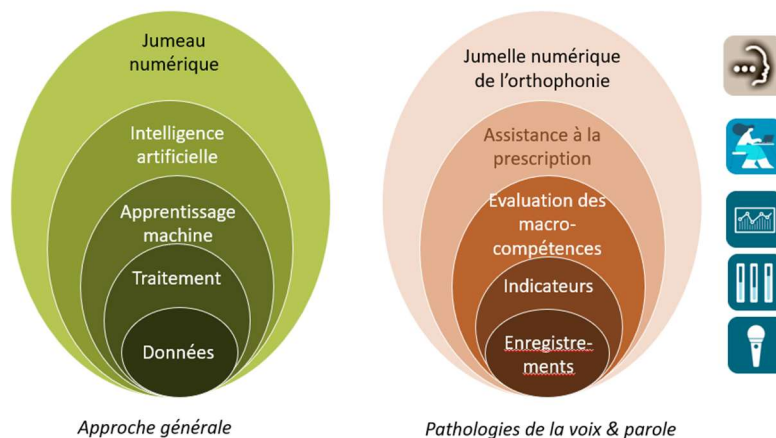 Jumeau
numérique
Intelligence
artificielle
Apprentissage
machine
Traitement
Données
Approche générale
Jumelle numérique
de l'orthophonie
Assistance à la
prescription
Evaluation des
macro-
compétences
Indicateurs
Enregistre-
ments
Pathologies de la voix & parole